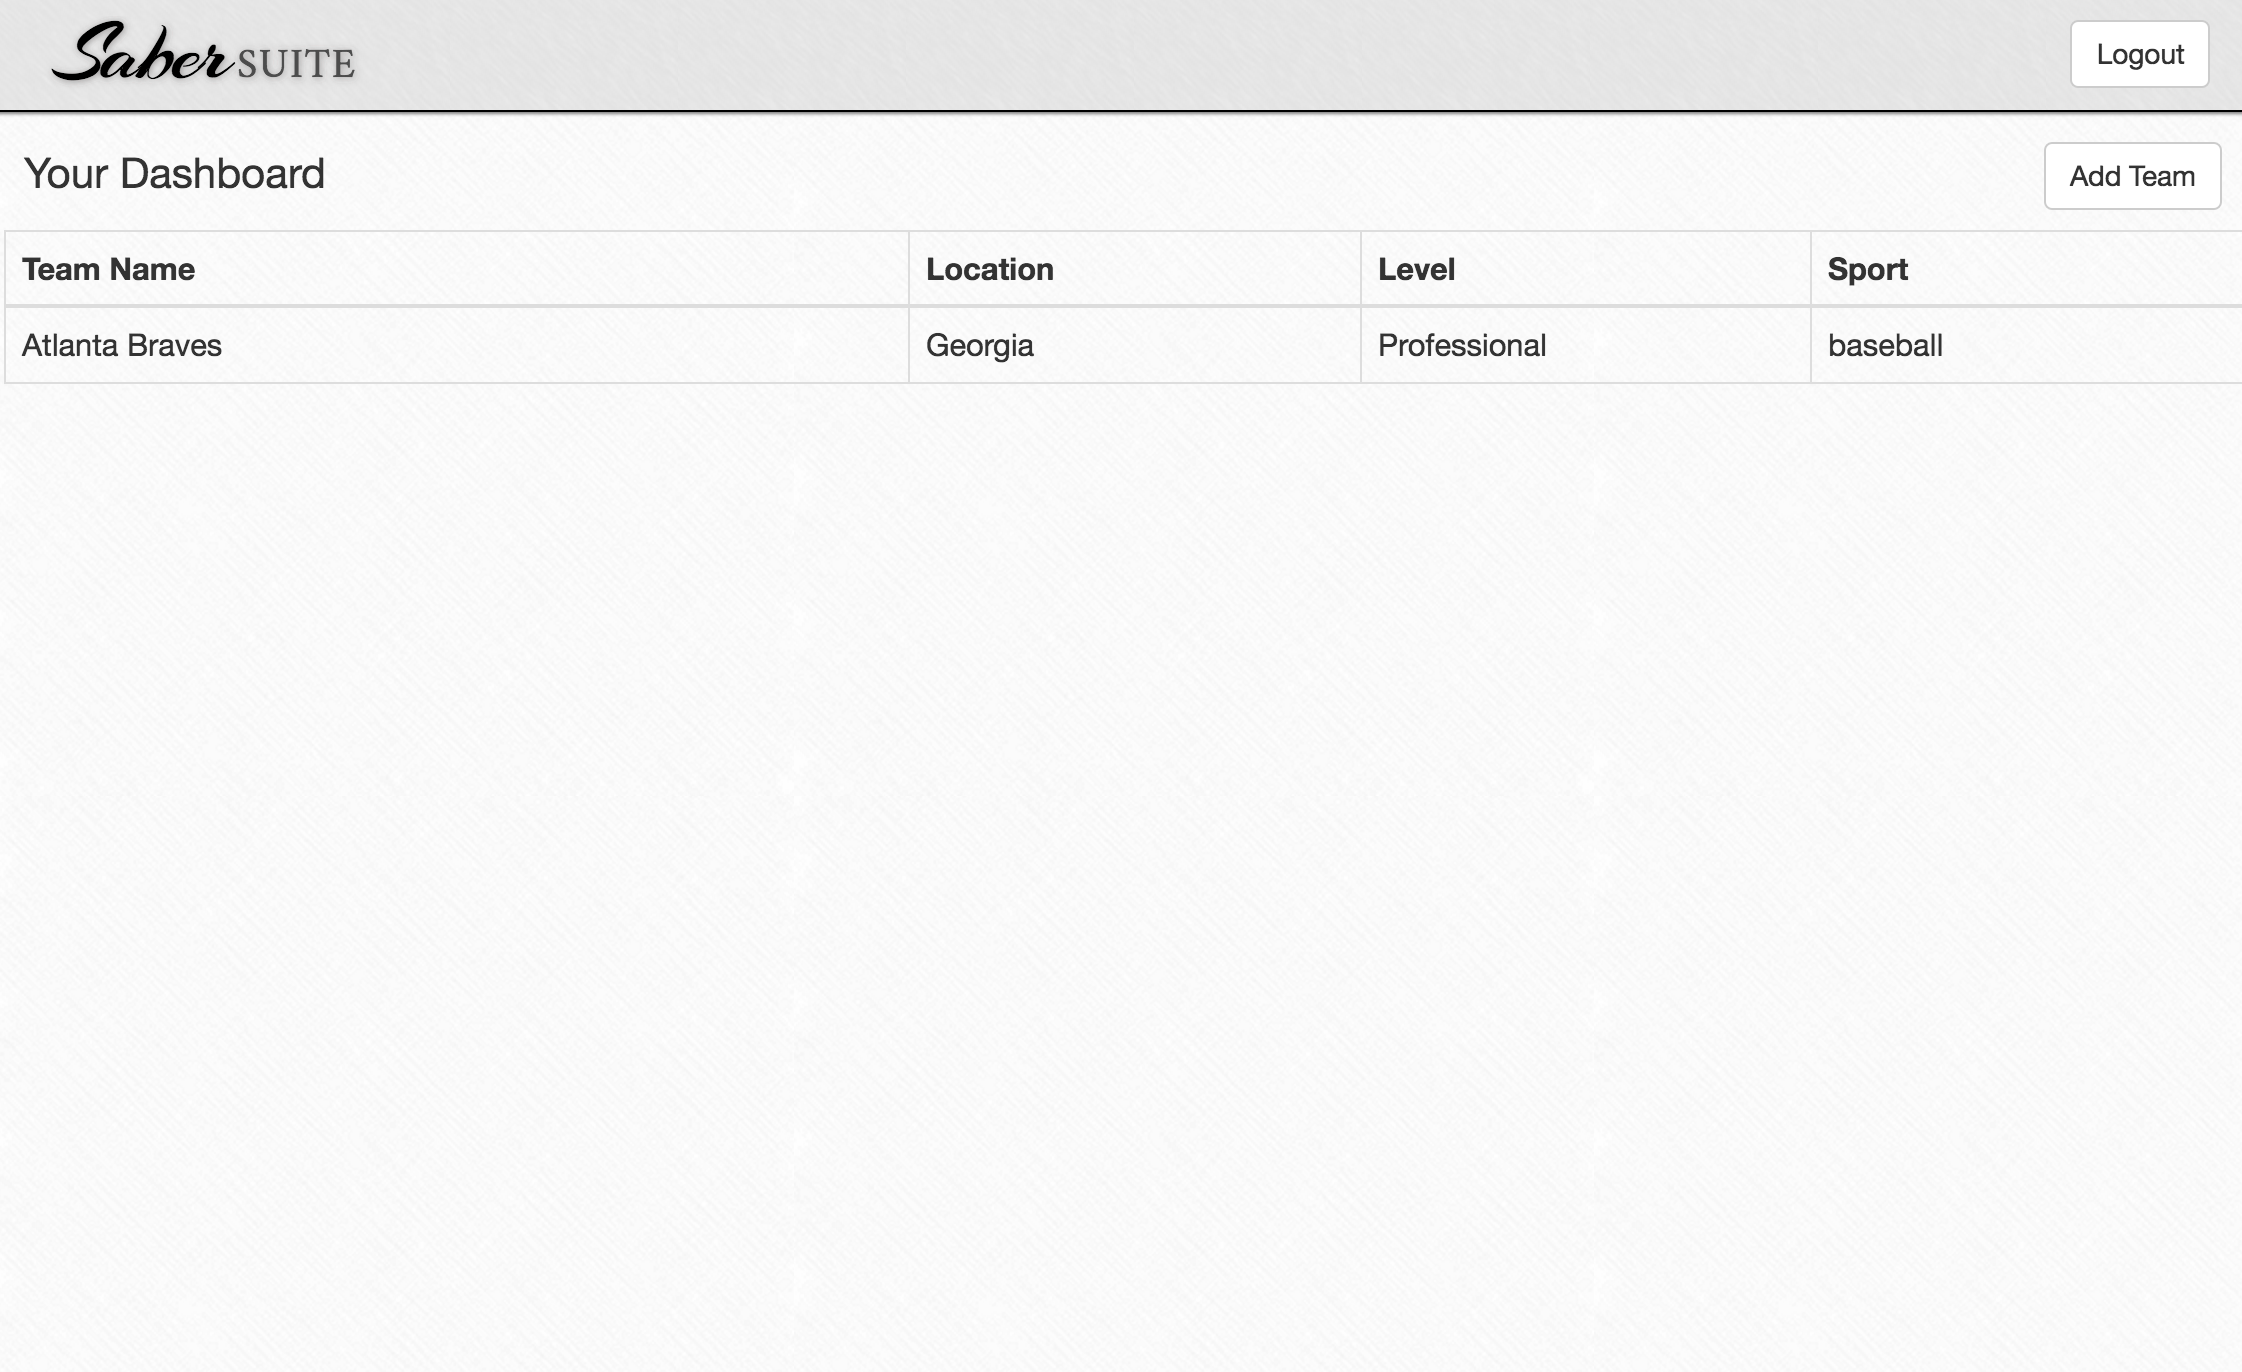 Saber SUITE
Logout
Your Dashboard
Add Team
Team Name Location Level Sport
Atlanta Braves Georgia Professional baseball